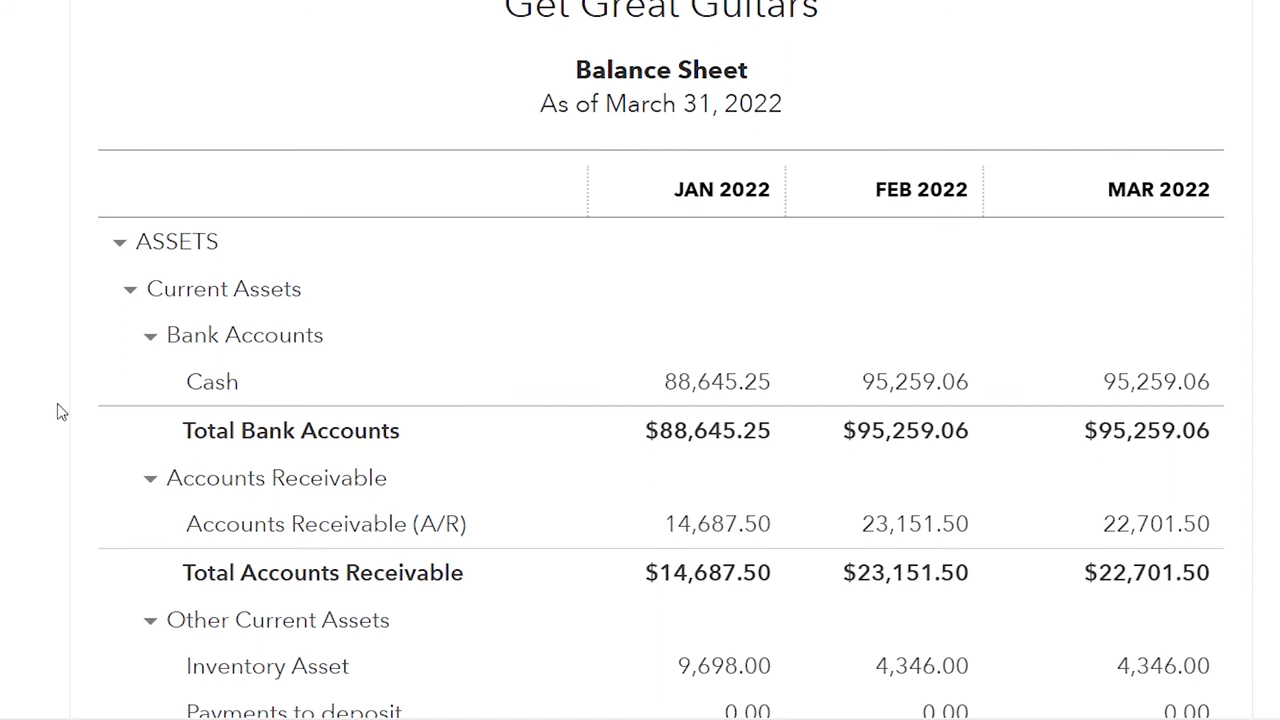 Get Great Guitars
Balance Sheet
As of March 31, 2022
JAN 2022 FEB 2022 MAR 2022
ASSETS
Current Assets
Bank Accounts
Cash 88,645.25 95,259.06 95,259.06
Total Bank Accounts $88,645.25 $95,259.06 $95,259.06
Accounts Receivable
Accounts Receivable (A/R) 14,687.50 23,151.50 22,701.50
Total Accounts Receivable $14,687.50 $23,151.50 $22,701.50
Other Current Assets
Inventory Asset 9,698.00 4,346.00 4,346.00
Payments to deposit 0.00 0.00 0.00